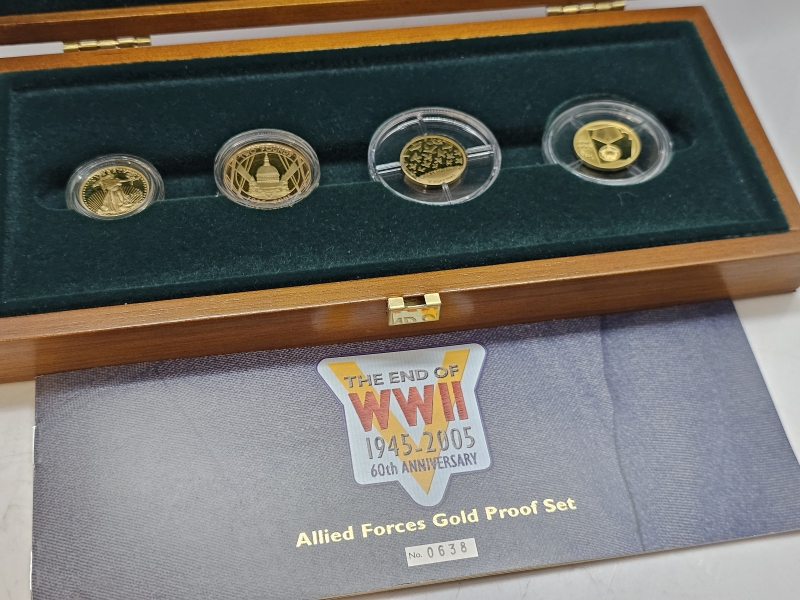 THE END OF
WWII
1945-2005
60th ANNIVERSARY
Allied Forces Gold Proof Set
No. 0638